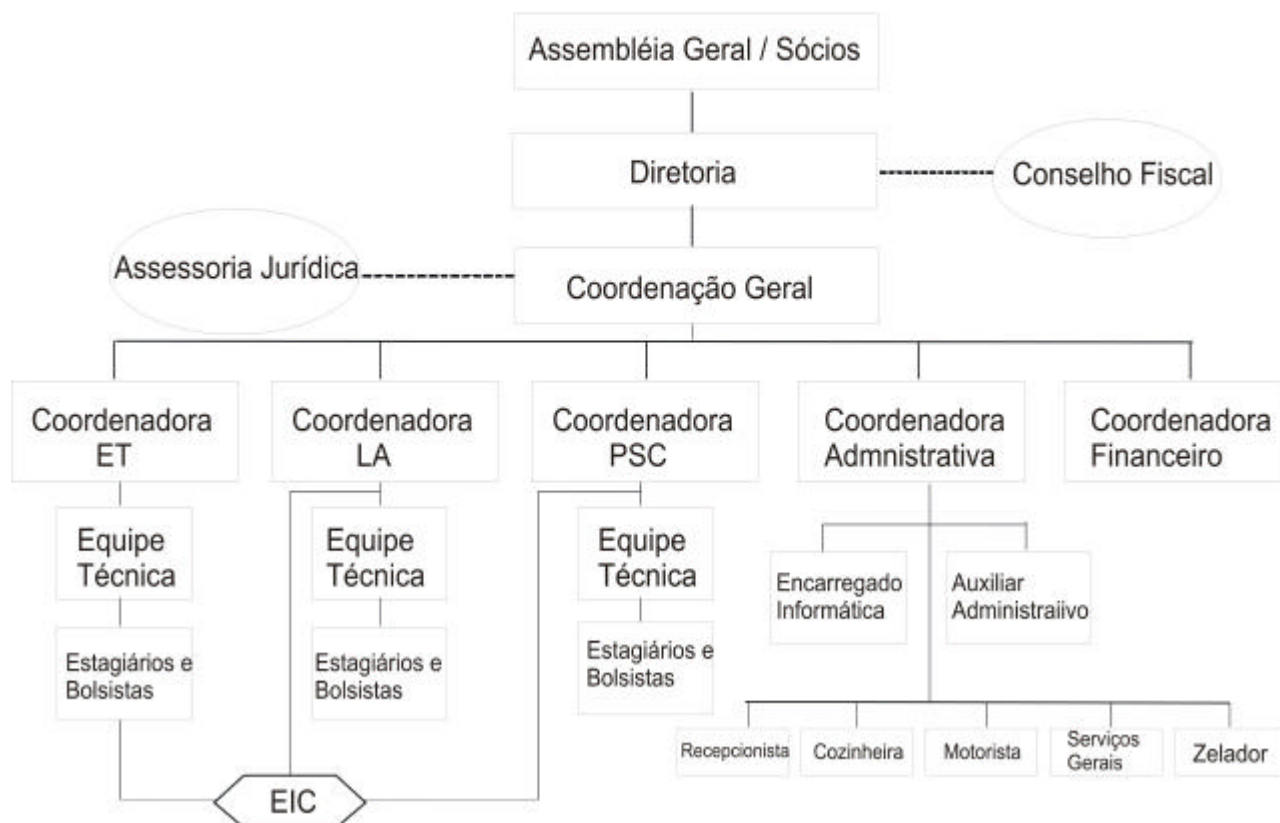 Assembléia Geral / Sócios
Diretoria
Conselho Fiscal
Assessoria Jurídica
Coordenação Geral
Coordenadora
ET
Coordenadora
LA
Coordenadora
PSC
Coordenadora
Admnistrativa
Coordenadora
Financeiro
Equipe
Técnica
Equipe
Técnica
Equipe
Técnica
Encarregado
Informática
Auxiliar
Administraiivo
Estagiários e
Bolsistas
Estagiários e
Bolsistas
Estagiários e
Bolsistas
Recepcionista
Cozinheira
Motorista
Serviços
Gerais
Zelador
EIC